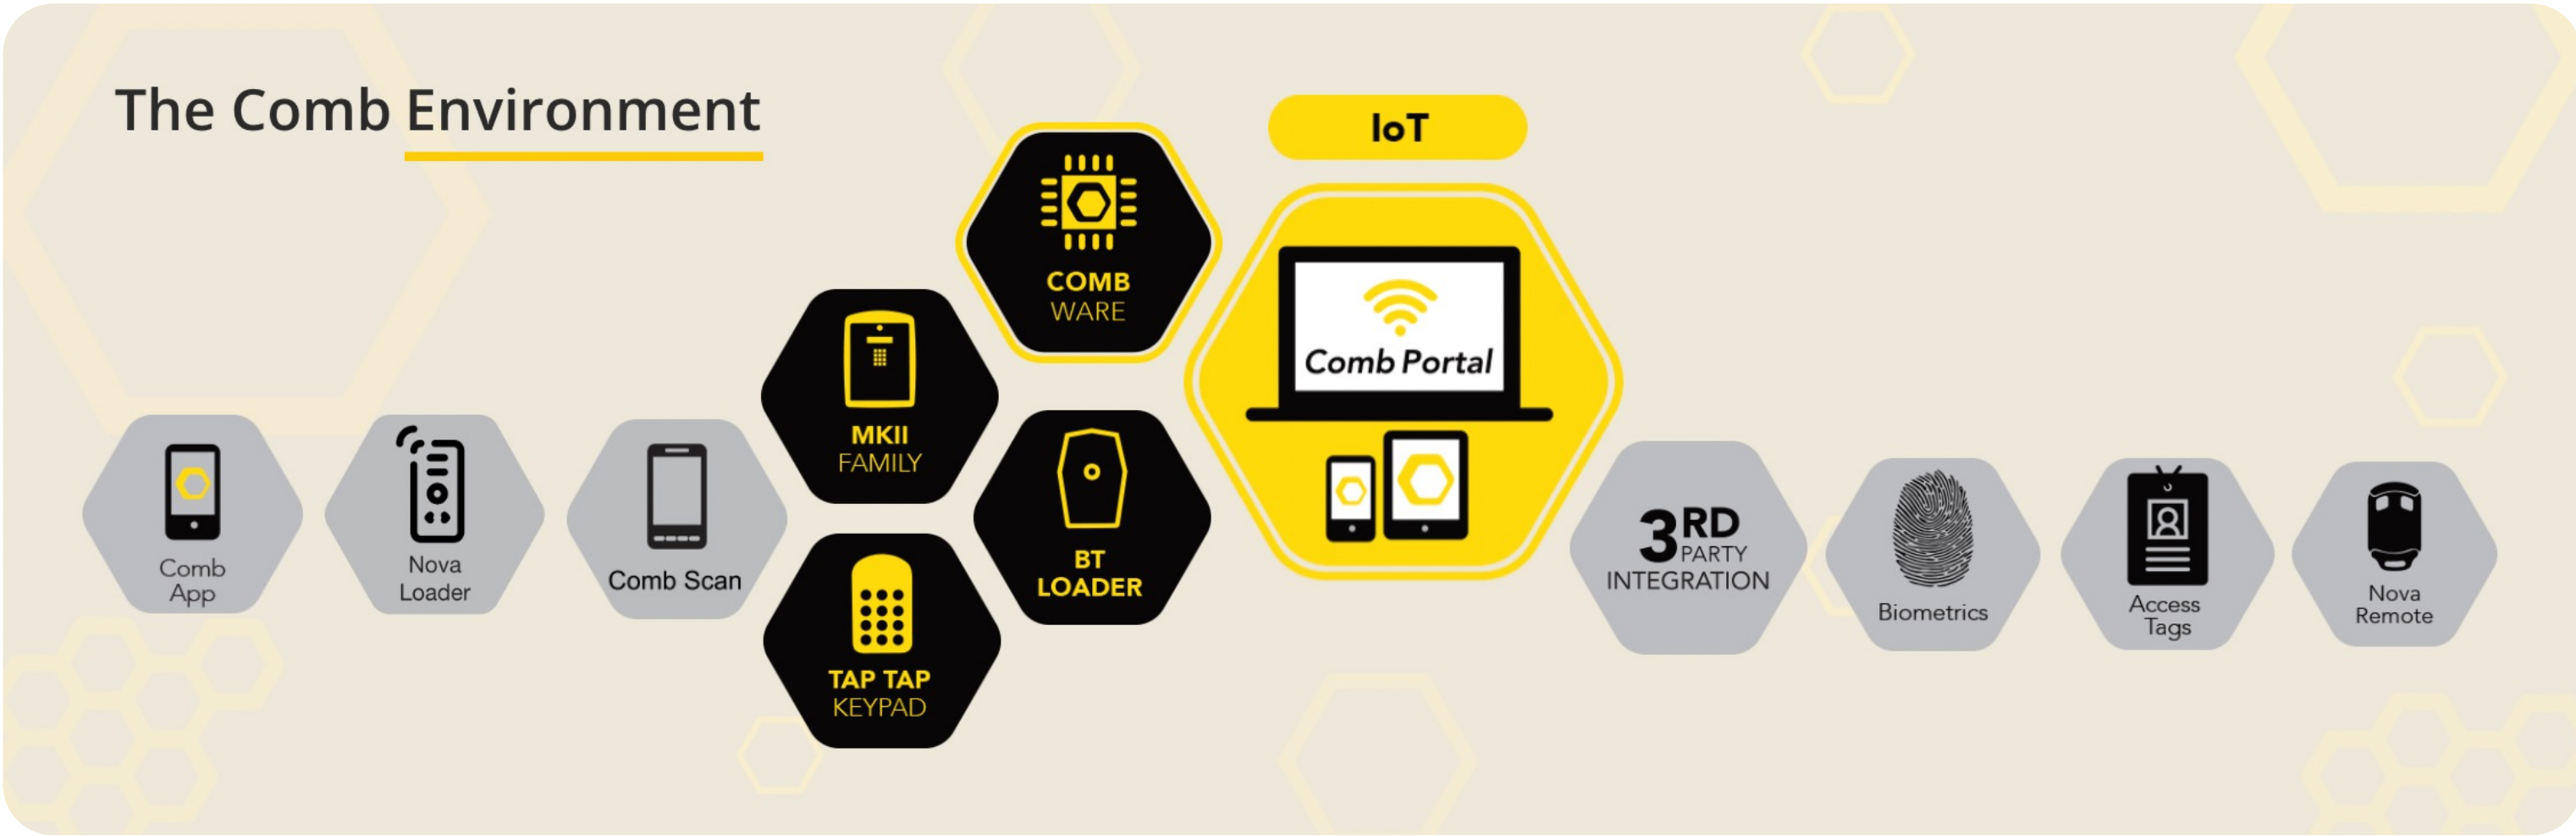 The Comb Environment
IoT
COMB
WARE
Comb Portal
MKII
FAMILY
BT
LOADER
TAP TAP
KEYPAD
Comb
App
Nova
Loader
Comb Scan
3RD
PARTY
INTEGRATION
Biometrics
Access
Tags
Nova
Remote